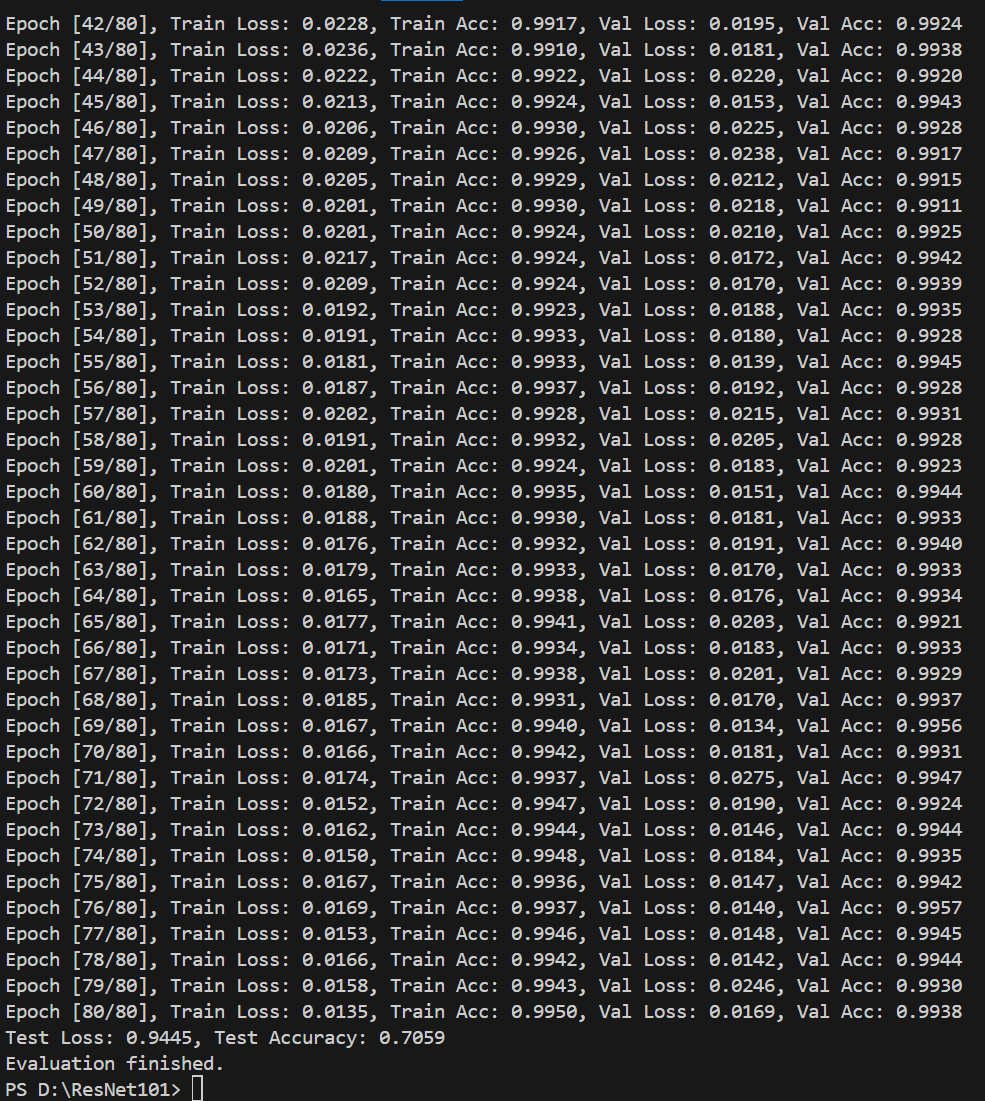 Epoch [42/80], Train Loss: 0.0228, Train Acc: 0.9917, Val Loss: 0.0195, Val Acc: 0.9924
Epoch [43/80], Train Loss: 0.0236, Train Acc: 0.9910, Val Loss: 0.0181, Val Acc: 0.9938
Epoch [44/80], Train Loss: 0.0222, Train Acc: 0.9922, Val Loss: 0.0220, Val Acc: 0.9920
Epoch [45/80], Train Loss: 0.0213, Train Acc: 0.9924, Val Loss: 0.0153, Val Acc: 0.9943
Epoch [46/80], Train Loss: 0.0206, Train Acc: 0.9930, Val Loss: 0.0225, Val Acc: 0.9928
Epoch [47/80], Train Loss: 0.0209, Train Acc: 0.9926, Val Loss: 0.0238, Val Acc: 0.9917
Epoch [48/80], Train Loss: 0.0205, Train Acc: 0.9929, Val Loss: 0.0212, Val Acc: 0.9915
Epoch [49/80], Train Loss: 0.0201, Train Acc: 0.9930, Val Loss: 0.0218, Val Acc: 0.9911
Epoch [50/80], Train Loss: 0.0201, Train Acc: 0.9924, Val Loss: 0.0210, Val Acc: 0.9925
Epoch [51/80], Train Loss: 0.0217, Train Acc: 0.9924, Val Loss: 0.0172, Val Acc: 0.9942
Epoch [52/80], Train Loss: 0.0209, Train Acc: 0.9924, Val Loss: 0.0170, Val Acc: 0.9939
Epoch [53/80], Train Loss: 0.0192, Train Acc: 0.9923, Val Loss: 0.0188, Val Acc: 0.9935
Epoch [54/80], Train Loss: 0.0191, Train Acc: 0.9933, Val Loss: 0.0180, Val Acc: 0.9928
Epoch [55/80], Train Loss: 0.0181, Train Acc: 0.9933, Val Loss: 0.0139, Val Acc: 0.9945
Epoch [56/80], Train Loss: 0.0187, Train Acc: 0.9937, Val Loss: 0.0192, Val Acc: 0.9928
Epoch [57/80], Train Loss: 0.0202, Train Acc: 0.9928, Val Loss: 0.0215, Val Acc: 0.9931
Epoch [58/80], Train Loss: 0.0191, Train Acc: 0.9932, Val Loss: 0.0205, Val Acc: 0.9928
Epoch [59/80], Train Loss: 0.0201, Train Acc: 0.9924, Val Loss: 0.0183, Val Acc: 0.9923
Epoch [60/80], Train Loss: 0.0180, Train Acc: 0.9935, Val Loss: 0.0151, Val Acc: 0.9944
Epoch [61/80], Train Loss: 0.0188, Train Acc: 0.9930, Val Loss: 0.0181, Val Acc: 0.9933
Epoch [62/80], Train Loss: 0.0176, Train Acc: 0.9932, Val Loss: 0.0191, Val Acc: 0.9940
Epoch [63/80], Train Loss: 0.0179, Train Acc: 0.9933, Val Loss: 0.0170, Val Acc: 0.9933
Epoch [64/80], Train Loss: 0.0165, Train Acc: 0.9938, Val Loss: 0.0176, Val Acc: 0.9934
Epoch [65/80], Train Loss: 0.0177, Train Acc: 0.9941, Val Loss: 0.0203, Val Acc: 0.9921
Epoch [66/80], Train Loss: 0.0171, Train Acc: 0.9934, Val Loss: 0.0183, Val Acc: 0.9933
Epoch [67/80], Train Loss: 0.0173, Train Acc: 0.9938, Val Loss: 0.0201, Val Acc: 0.9929
Epoch [68/80], Train Loss: 0.0185, Train Acc: 0.9931, Val Loss: 0.0170, Val Acc: 0.9937
Epoch [69/80], Train Loss: 0.0167, Train Acc: 0.9940, Val Loss: 0.0134, Val Acc: 0.9956
Epoch [70/80], Train Loss: 0.0166, Train Acc: 0.9942, Val Loss: 0.0181, Val Acc: 0.9931
Epoch [71/80], Train Loss: 0.0174, Train Acc: 0.9937, Val Loss: 0.0275, Val Acc: 0.9947
Epoch [72/80], Train Loss: 0.0152, Train Acc: 0.9947, Val Loss: 0.0190, Val Acc: 0.9924
Epoch [73/80], Train Loss: 0.0162, Train Acc: 0.9944, Val Loss: 0.0146, Val Acc: 0.9944
Epoch [74/80], Train Loss: 0.0150, Train Acc: 0.9948, Val Loss: 0.0184, Val Acc: 0.9935
Epoch [75/80], Train Loss: 0.0167, Train Acc: 0.9936, Val Loss: 0.0147, Val Acc: 0.9942
Epoch [76/80], Train Loss: 0.0169, Train Acc: 0.9937, Val Loss: 0.0140, Val Acc: 0.9957
Epoch [77/80], Train Loss: 0.0153, Train Acc: 0.9946, Val Loss: 0.0148, Val Acc: 0.9945
Epoch [78/80], Train Loss: 0.0166, Train Acc: 0.9942, Val Loss: 0.0142, Val Acc: 0.9944
Epoch [79/80], Train Loss: 0.0158, Train Acc: 0.9943, Val Loss: 0.0246, Val Acc: 0.9930
Epoch [80/80], Train Loss: 0.0135, Train Acc: 0.9950, Val Loss: 0.0169, Val Acc: 0.9938
Test Loss: 0.9445, Test Accuracy: 0.7059
Evaluation finished.
PS D:\ResNet101>